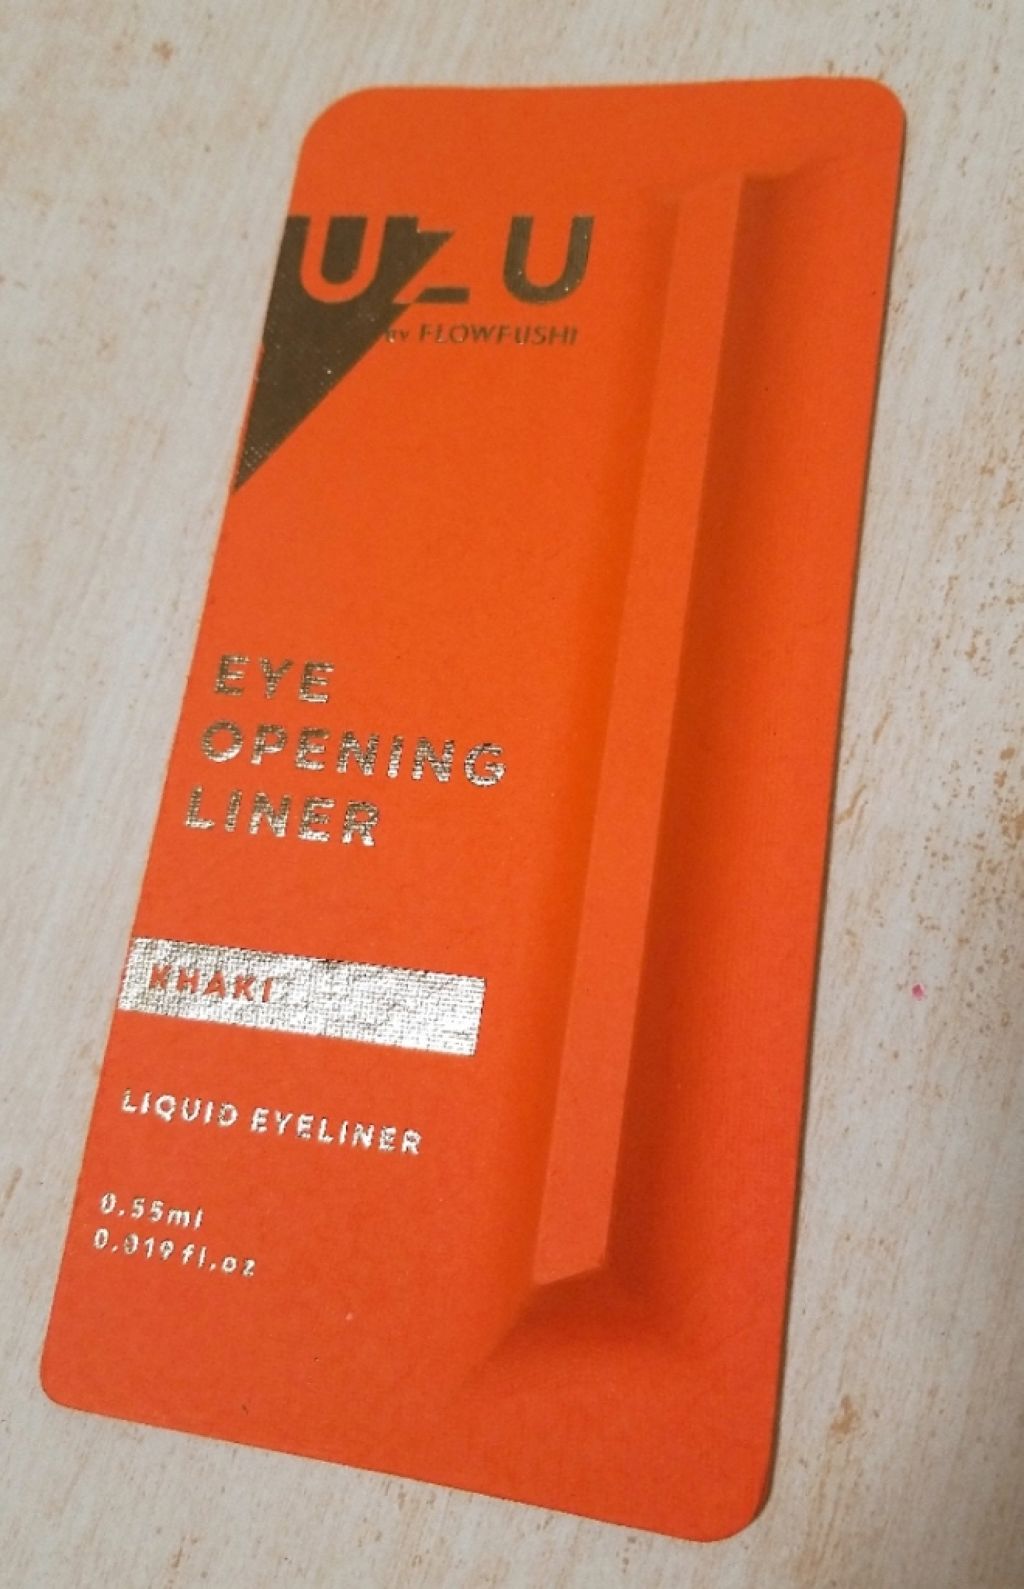 UZU
BY FLOWFUSHI
EYE
OPENING
LINER
KHAKI
LIQUID EYELINER
0.55ml
0.019fl.oz